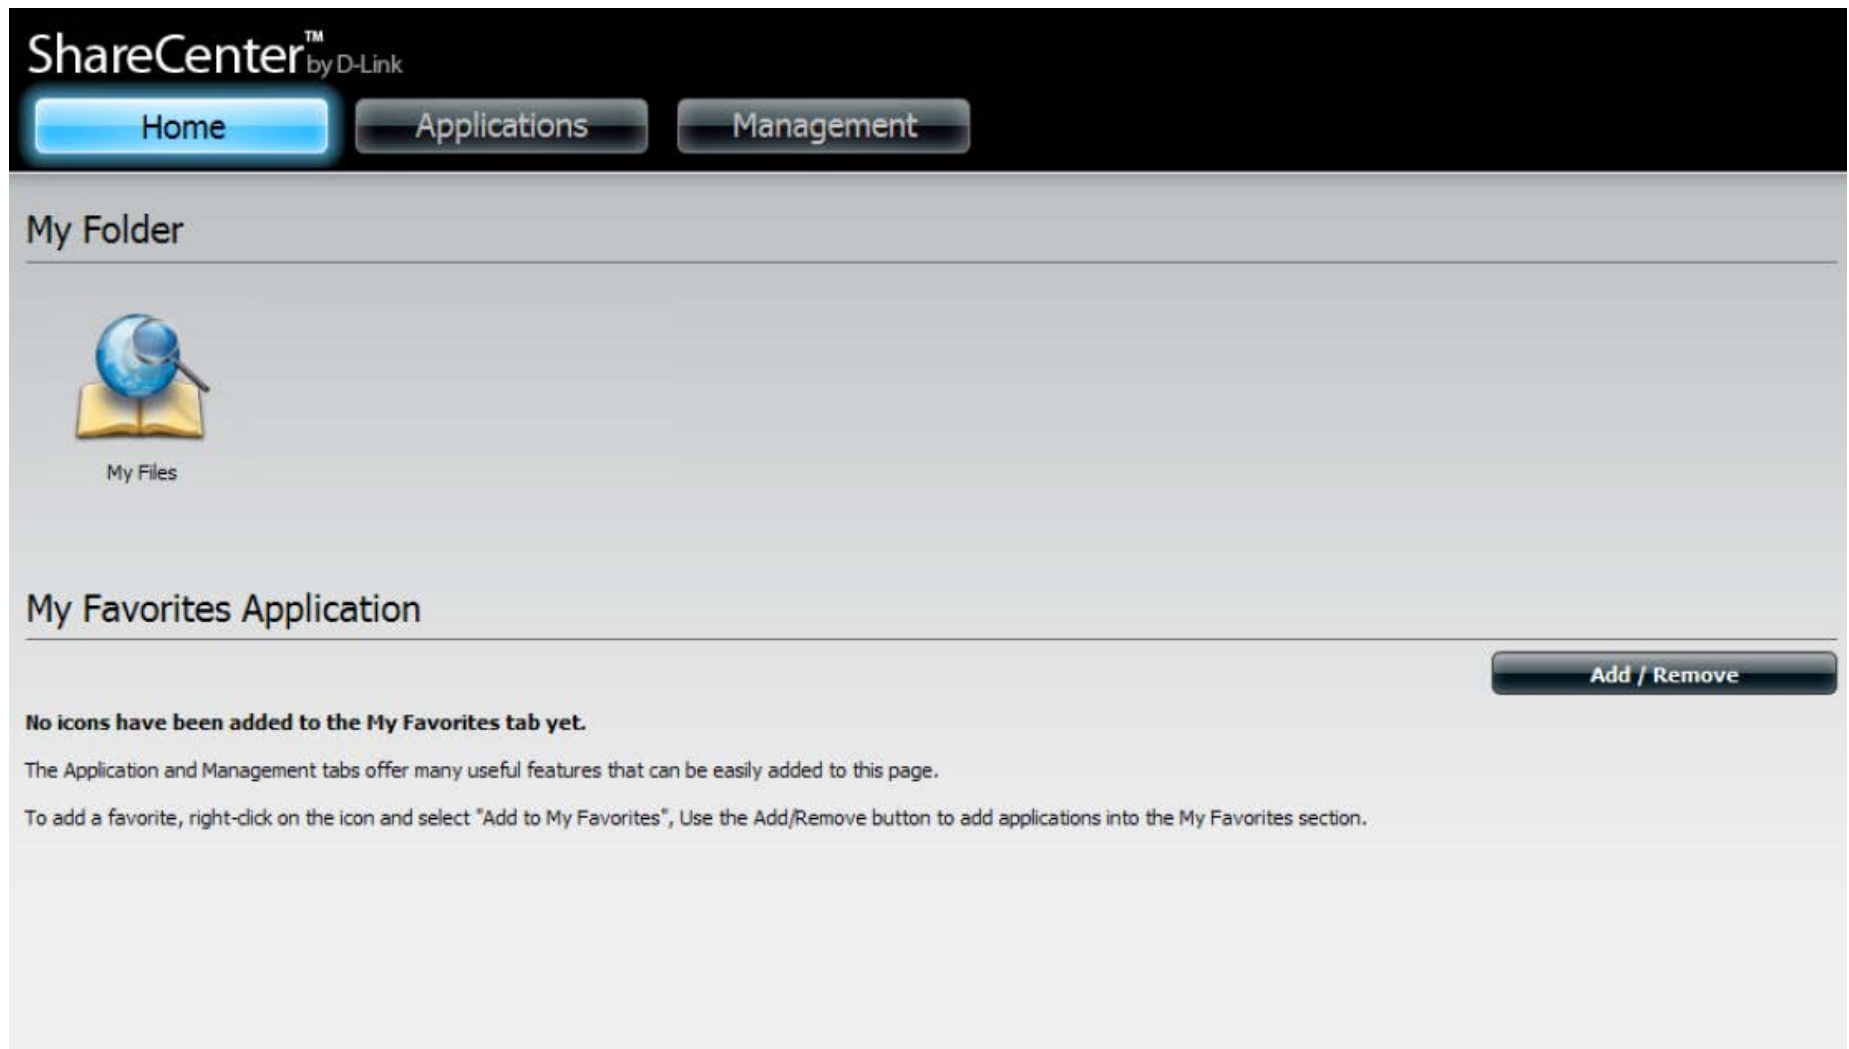 ShareCenter™ by D-Link
Home Applications Management
My Folder
My Files
My Favorites Application
Add / Remove
No icons have been added to the My Favorites tab yet.
The Application and Management tabs offer many useful features that can be easily added to this page.
To add a favorite, right-click on the icon and select "Add to My Favorites", Use the Add/Remove button to add applications into the My Favorites section.